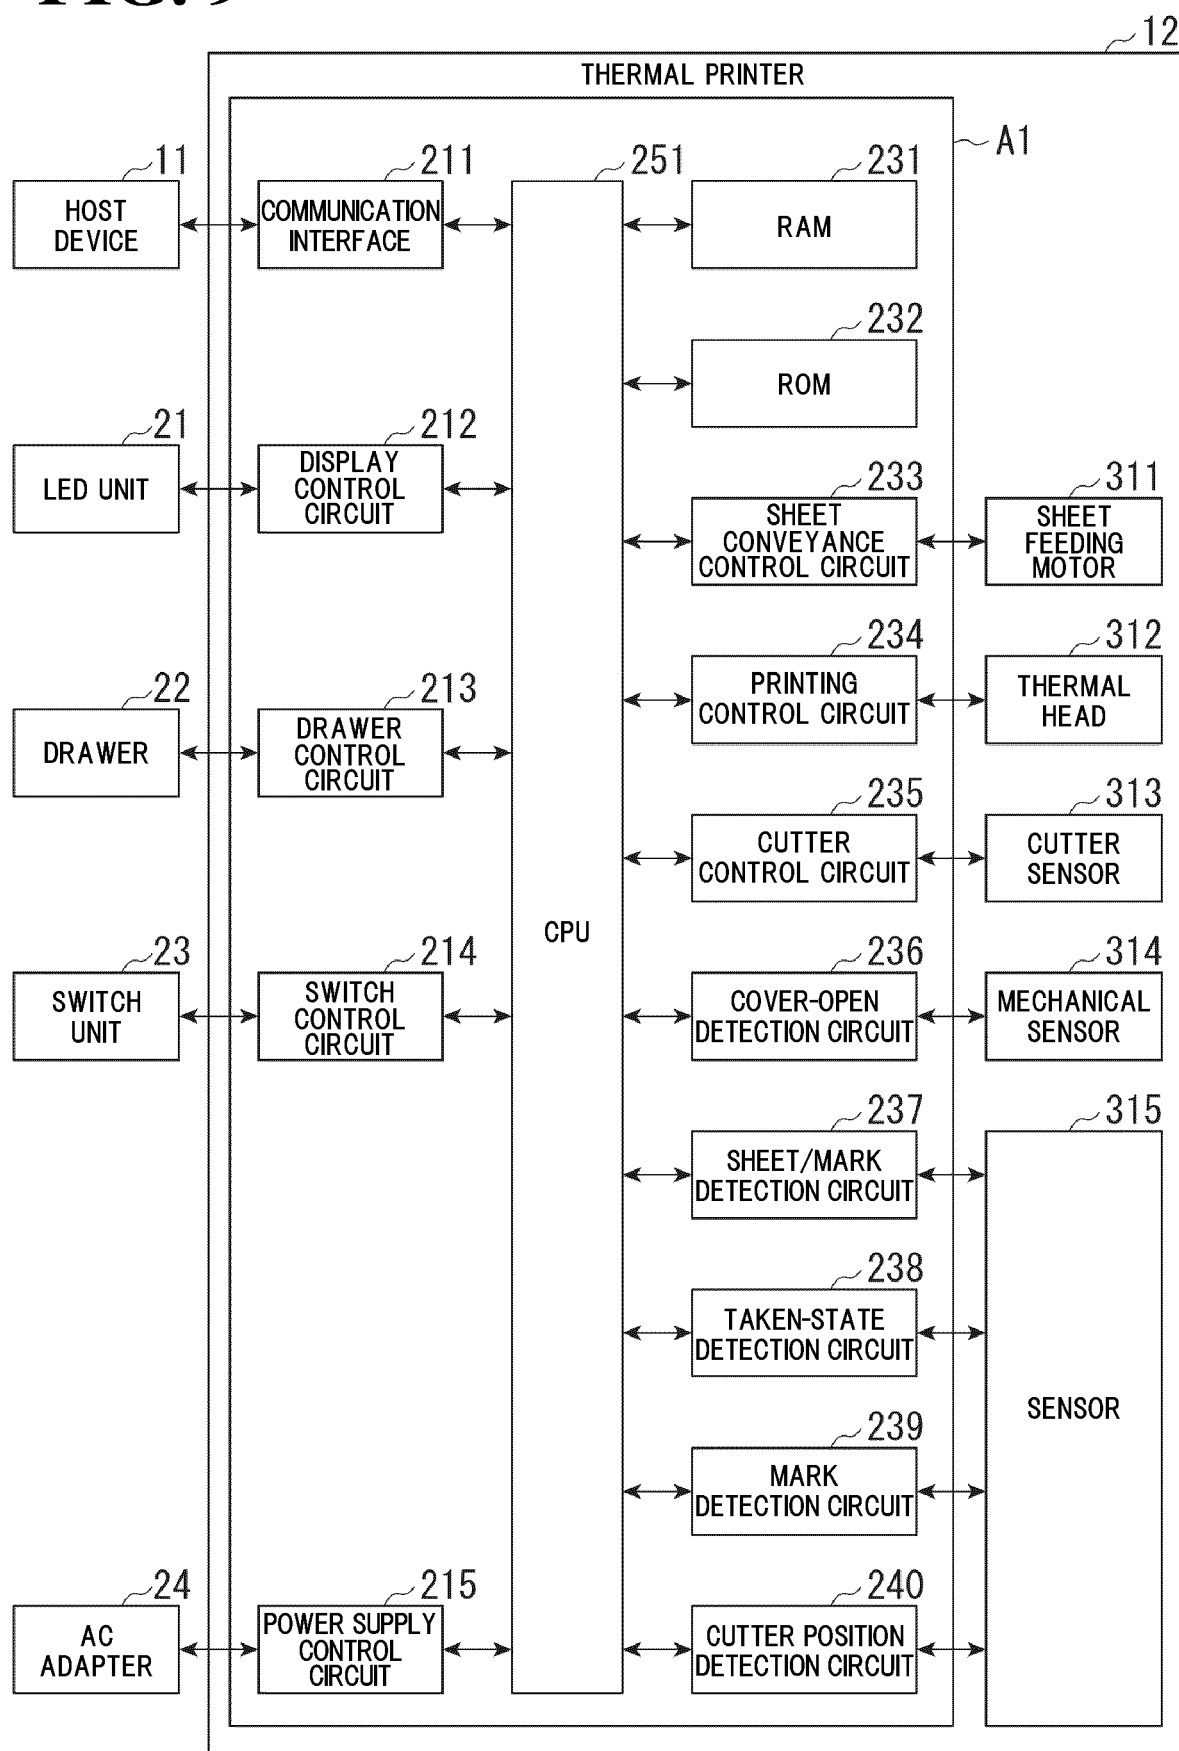 12
THERMAL PRINTER
A1
11
HOST
DEVICE
211
COMMUNICATION
INTERFACE
251
CPU
231
RAM
232
ROM
21
LED UNIT
212
DISPLAY
CONTROL
CIRCUIT
233
SHEET
CONVEYANCE
CONTROL CIRCUIT
311
SHEET
FEEDING
MOTOR
22
DRAWER
213
DRAWER
CONTROL
CIRCUIT
234
PRINTING
CONTROL CIRCUIT
312
THERMAL
HEAD
235
CUTTER
CONTROL CIRCUIT
313
CUTTER
SENSOR
23
SWITCH
UNIT
214
SWITCH
CONTROL
CIRCUIT
236
COVER-OPEN
DETECTION CIRCUIT
314
MECHANICAL
SENSOR
237
SHEET/MARK
DETECTION CIRCUIT
315
SENSOR
238
TAKEN-STATE
DETECTION CIRCUIT
239
MARK
DETECTION CIRCUIT
24
AC
ADAPTER
215
POWER SUPPLY
CONTROL
CIRCUIT
240
CUTTER POSITION
DETECTION CIRCUIT